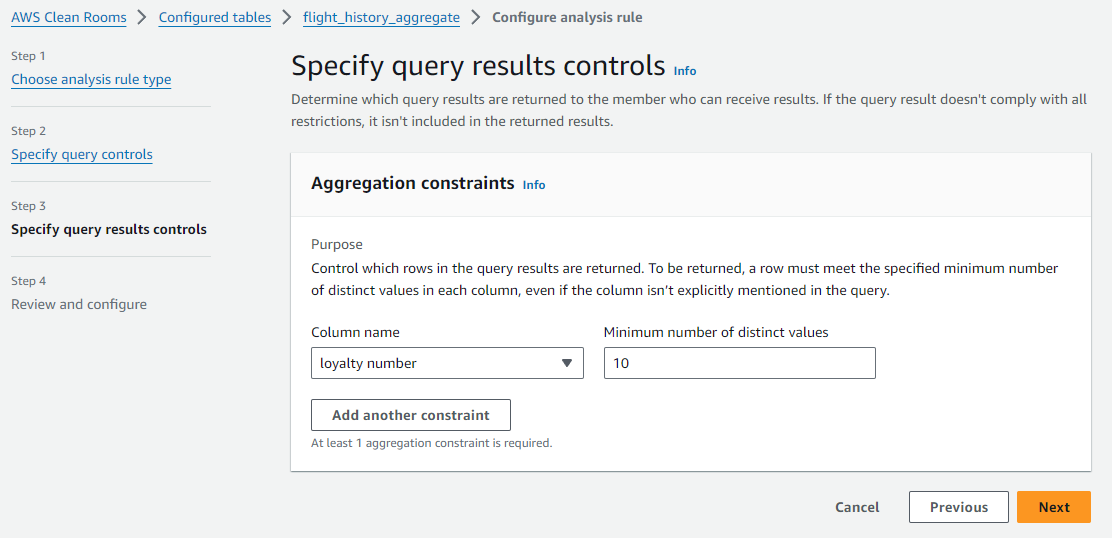 AWS Clean Rooms > Configured tables > flight_history_aggregate > Configure analysis rule
Step 1
Choose analysis rule type
Step 2
Specify query controls
Step 3
Specify query results controls
Step 4
Review and configure
Specify query results controls Info
Determine which query results are returned to the member who can receive results. If the query result doesn't comply with all
restrictions, it isn't included in the returned results.
Aggregation constraints Info
Purpose
Control which rows in the query results are returned. To be returned, a row must meet the specified minimum number
of distinct values in each column, even if the column isn’t explicitly mentioned in the query.
Column name
Minimum number of distinct values
loyalty number
10
Add another constraint
At least 1 aggregation constraint is required.
Cancel
Previous
Next